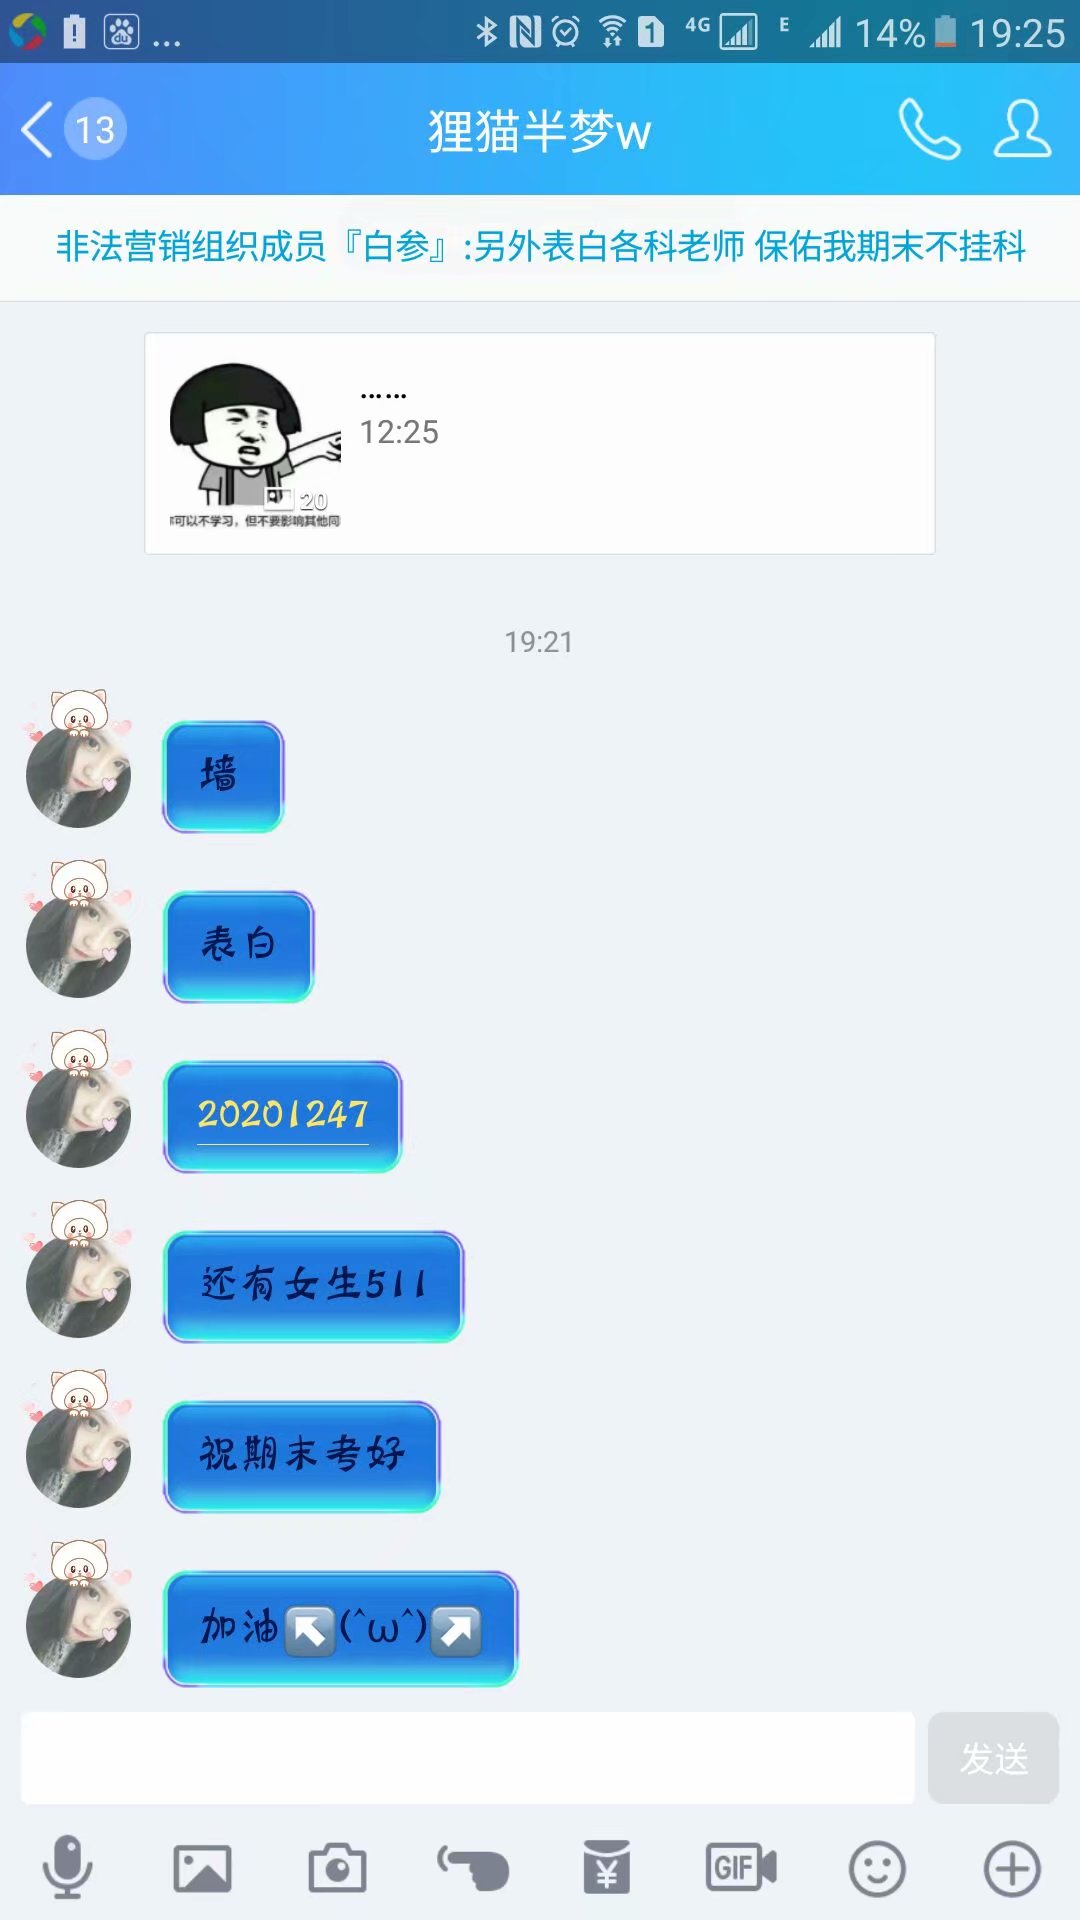 ... 1 4G E 14% 19:25
13 狸猫半梦w
非法营销组织成员『白参』:另外表白各科老师 保佑我期末不挂科
……
12:25
20
可以不学习，但不要影响其他同
19:21
墙
表白
20201247
还有女生511
祝期末考好
加油↖(^ω^)↗
发送
GIF